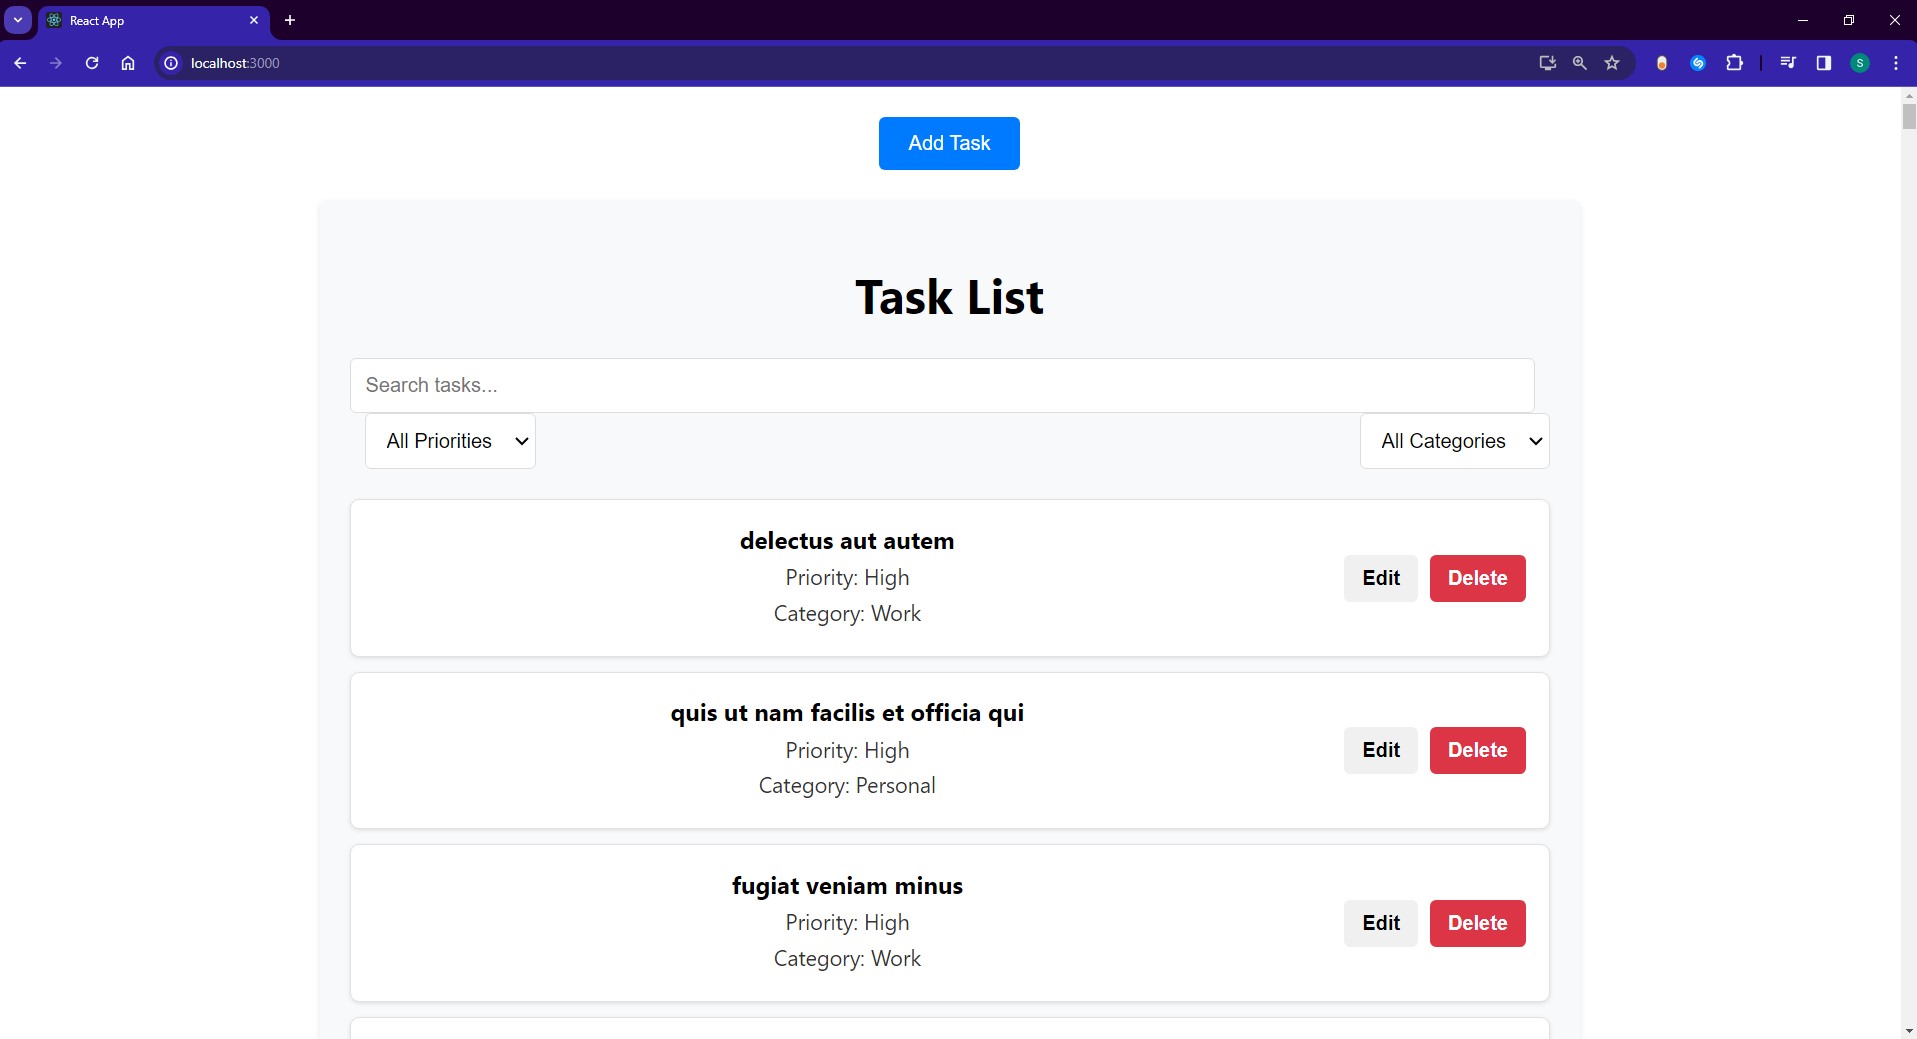 React App
localhost:3000
S
Add Task
Task List
Search tasks...
All Priorities
All Categories
delectus aut autem
Priority: High
Category: Work
Edit
Delete
quis ut nam facilis et officia qui
Priority: High
Category: Personal
Edit
Delete
fugiat veniam minus
Priority: High
Category: Work
Edit
Delete